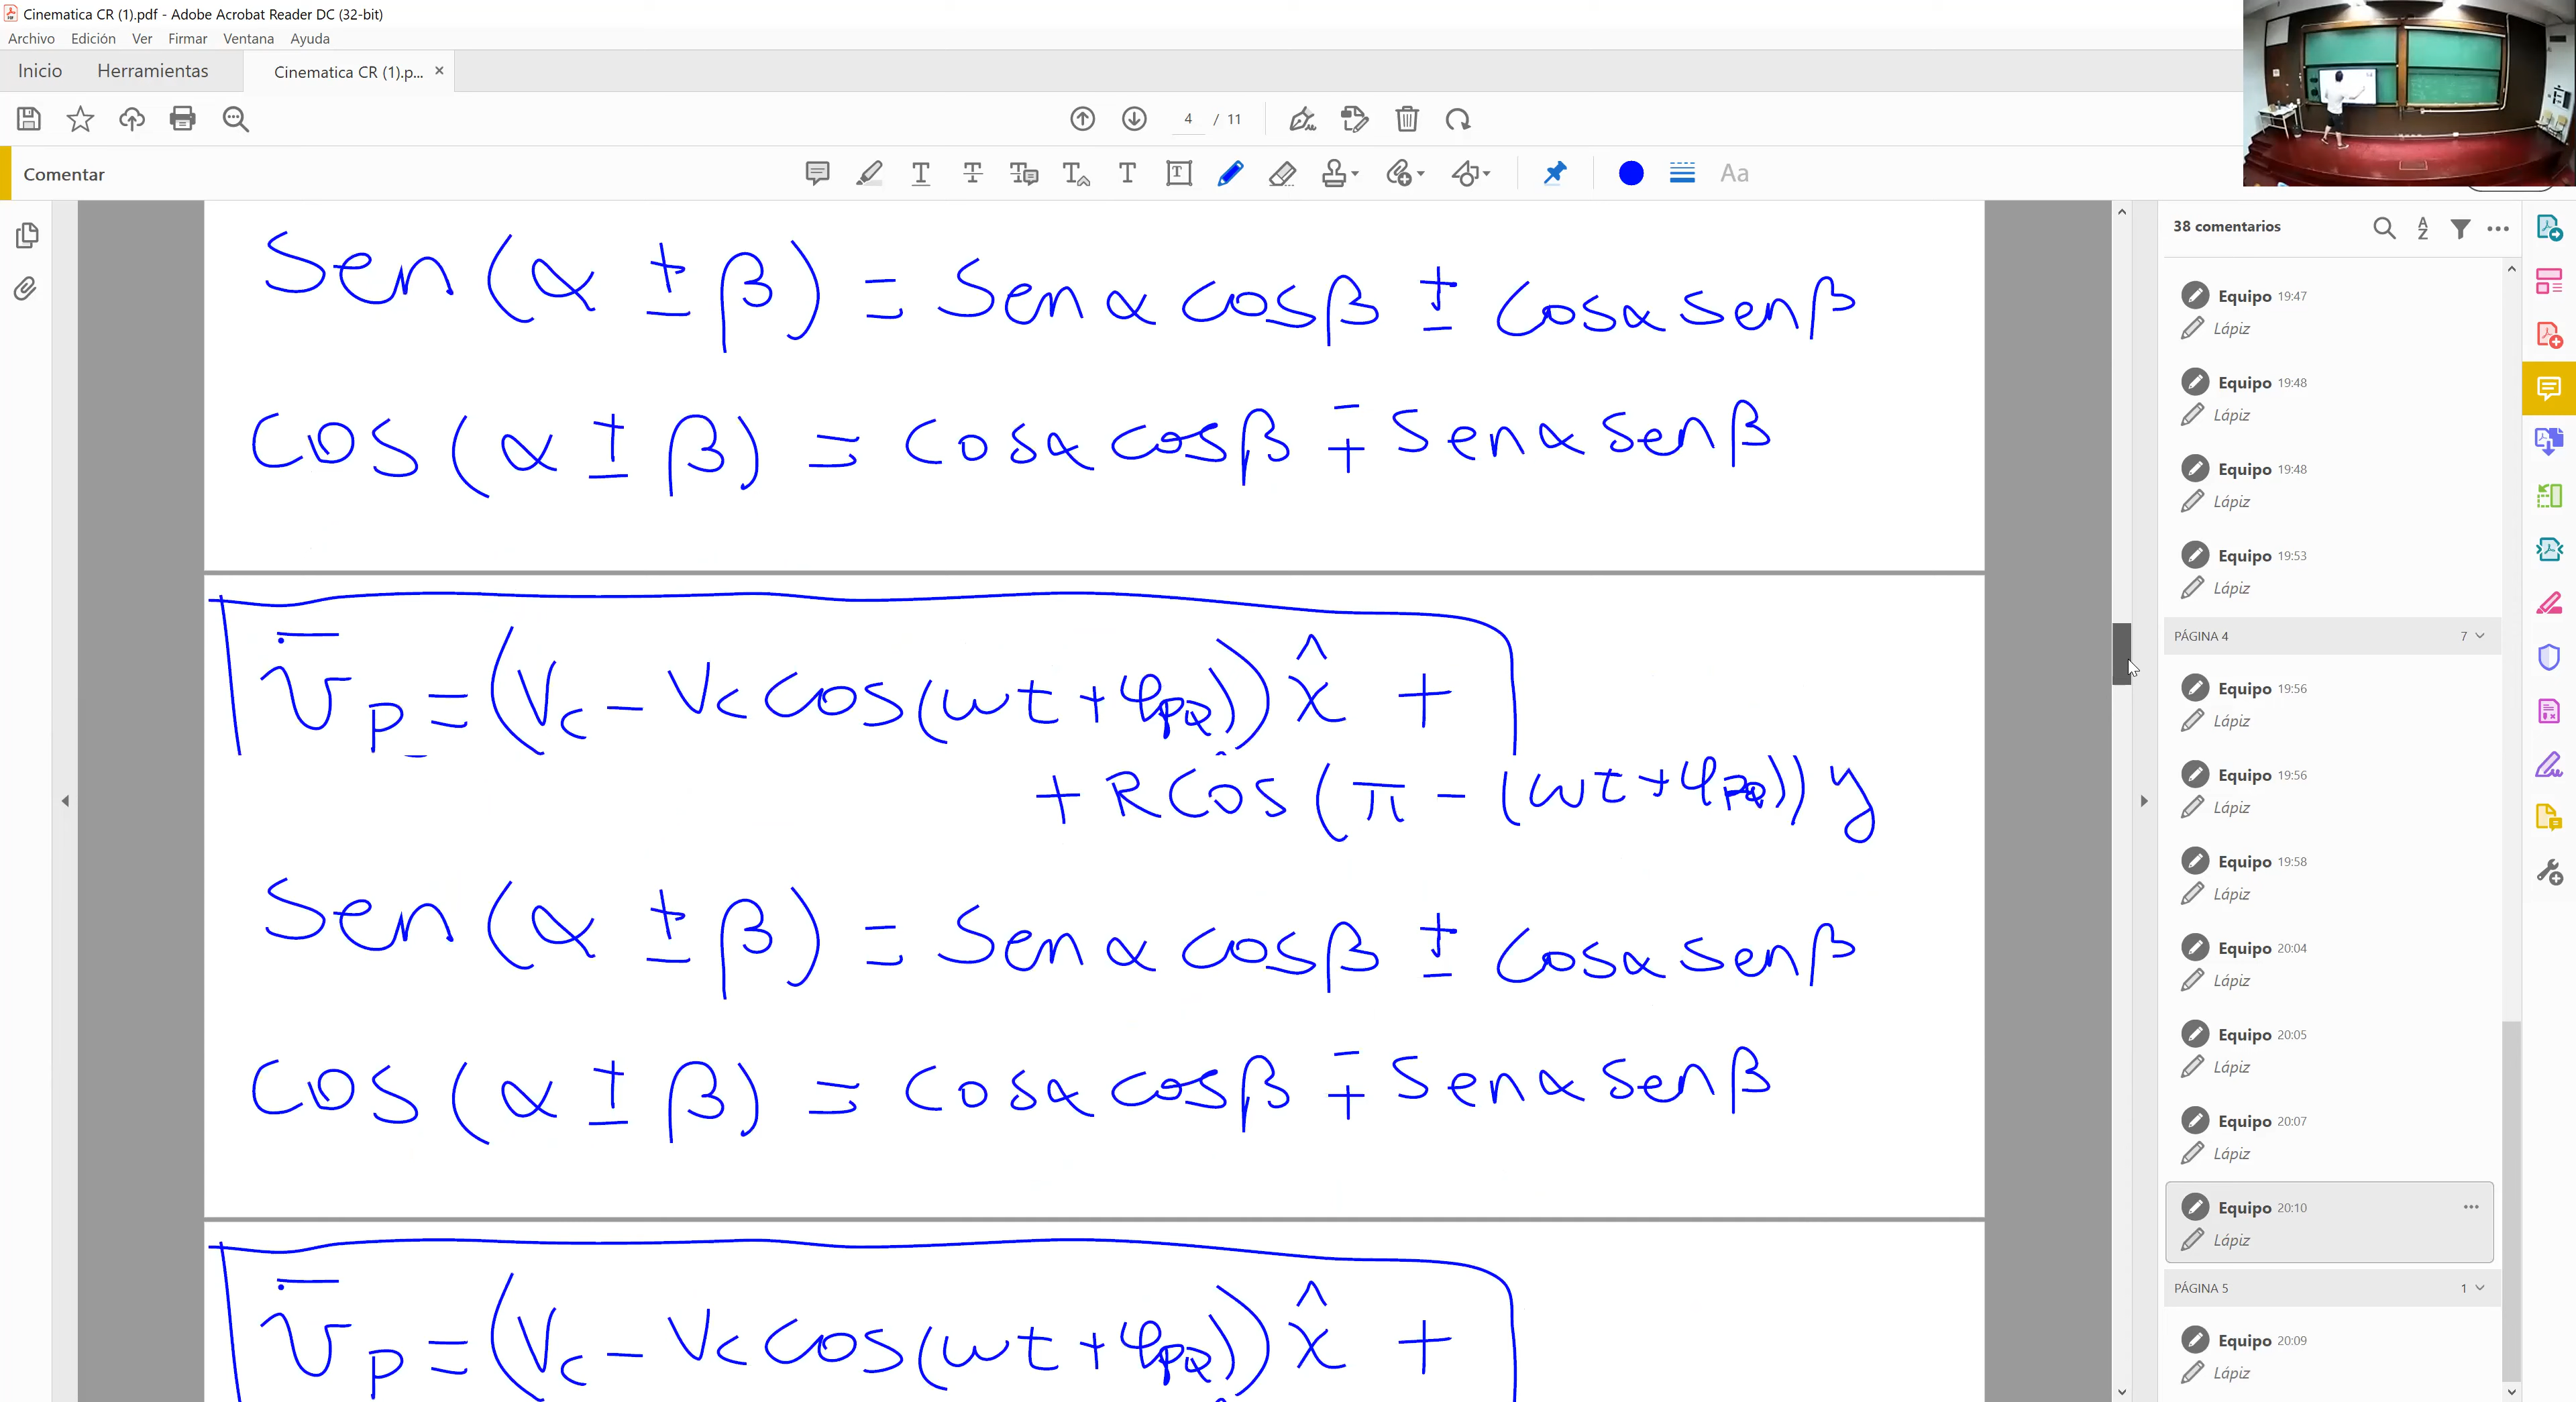 Cinematica CR (1).pdf - Adobe Acrobat Reader DC (32-bit)
Archivo Edición Ver Firmar Ventana Ayuda
Inicio Herramientas Cinematica CR (1).p... ×
4 / 11
Comentar
Aa
Sen (α ± β) = Sen α cos β ± Cos α sen β
Cos (α ± β) = Cos α cos β ∓ Sen α Sen β
v̄ P = (Vc - Vc Cos (ωt + φPQ)) x̂ +
+ R Cos (π - (ωt + φPQ)) y
Sen (α ± β) = Sen α cos β ± Cos α sen β
Cos (α ± β) = Cos α cos β ∓ Sen α Sen β
v̄ P = (Vc - Vc Cos (ωt + φPQ)) x̂ +
38 comentarios
Equipo 19:47
Lápiz
Equipo 19:48
Lápiz
Equipo 19:48
Lápiz
Equipo 19:53
Lápiz
PÁGINA 4 7
Equipo 19:56
Lápiz
Equipo 19:56
Lápiz
Equipo 19:58
Lápiz
Equipo 20:04
Lápiz
Equipo 20:05
Lápiz
Equipo 20:07
Lápiz
Equipo 20:10
Lápiz
PÁGINA 5 1
Equipo 20:09
Lápiz